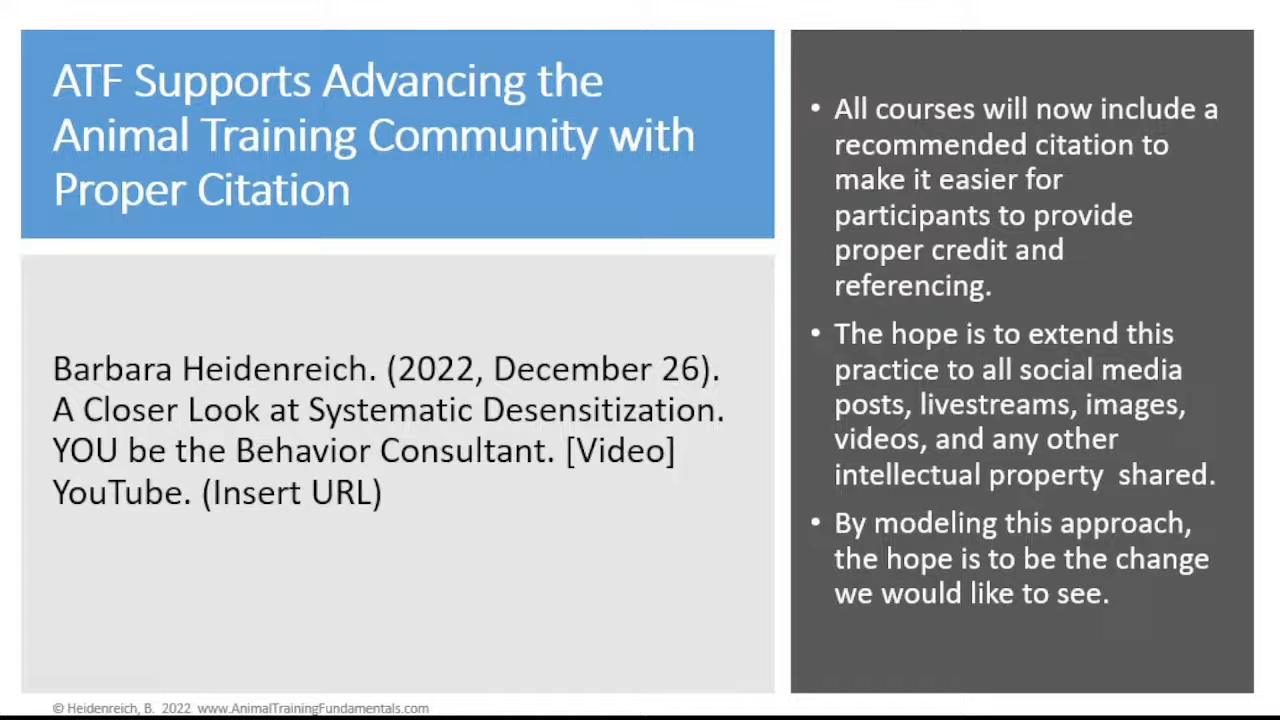 ATF Supports Advancing the
Animal Training Community with
Proper Citation
Barbara Heidenreich. (2022, December 26).
A Closer Look at Systematic Desensitization.
YOU be the Behavior Consultant. [Video]
YouTube. (Insert URL)
• All courses will now include a
recommended citation to
make it easier for
participants to provide
proper credit and
referencing.
• The hope is to extend this
practice to all social media
posts, livestreams, images,
videos, and any other
intellectual property  shared.
• By modeling this approach,
the hope is to be the change
we would like to see.
© Heidenreich, B.  2022  www.AnimalTrainingFundamentals.com